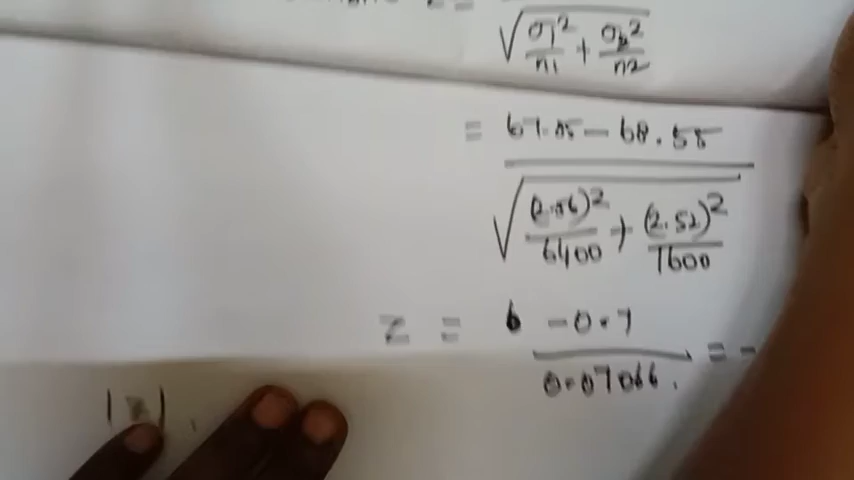 √ σ1²/n1 + σ2²/n2
= 67.85 − 68.55
√ (2.56)²/6400 + (2.52)²/1600
z = 6 −0.7 / 0.07066. = −
|z|.